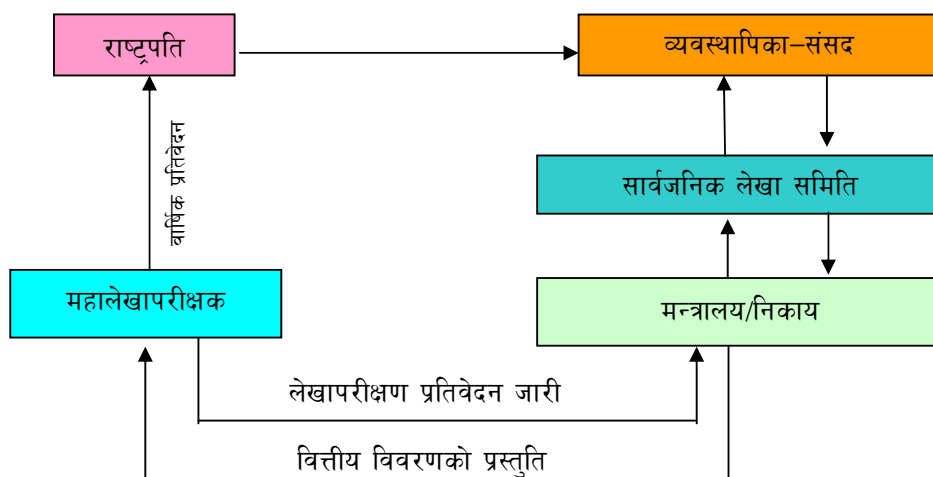 राष्ट्रपति
व्यवस्थापिका–संसद
वार्षिक प्रतिवेदन
सार्वजनिक लेखा समिति
महालेखापरीक्षक
मन्त्रालय/निकाय
लेखापरीक्षण प्रतिवेदन जारी
वित्तीय विवरणको प्रस्तुति